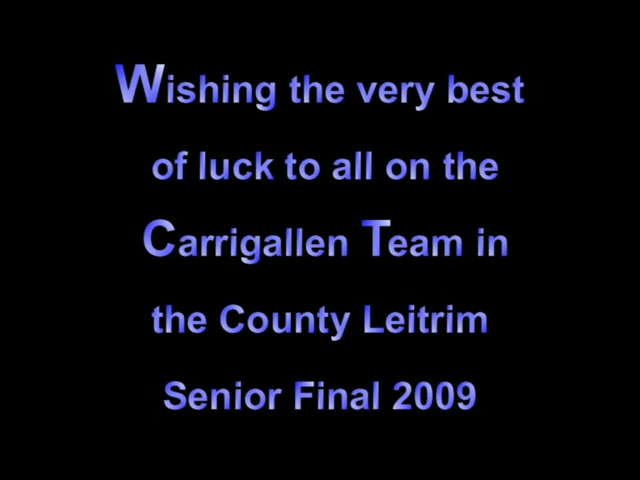 Wishing the very best
of luck to all on the
Carrigallen Team in
the County Leitrim
Senior Final 2009